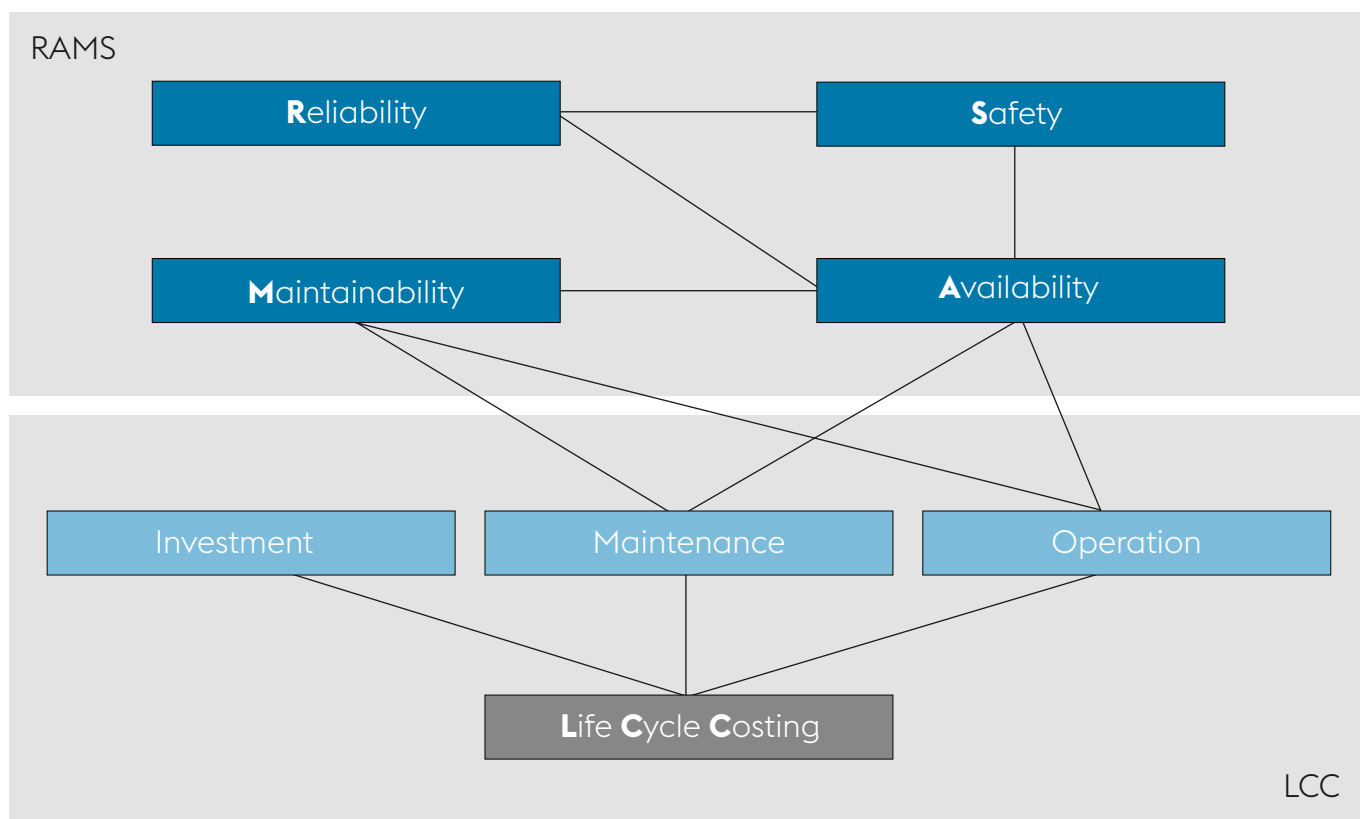 RAMS
Reliability
Safety
Maintainability
Availability
Investment
Maintenance
Operation
Life Cycle Costing
LCC